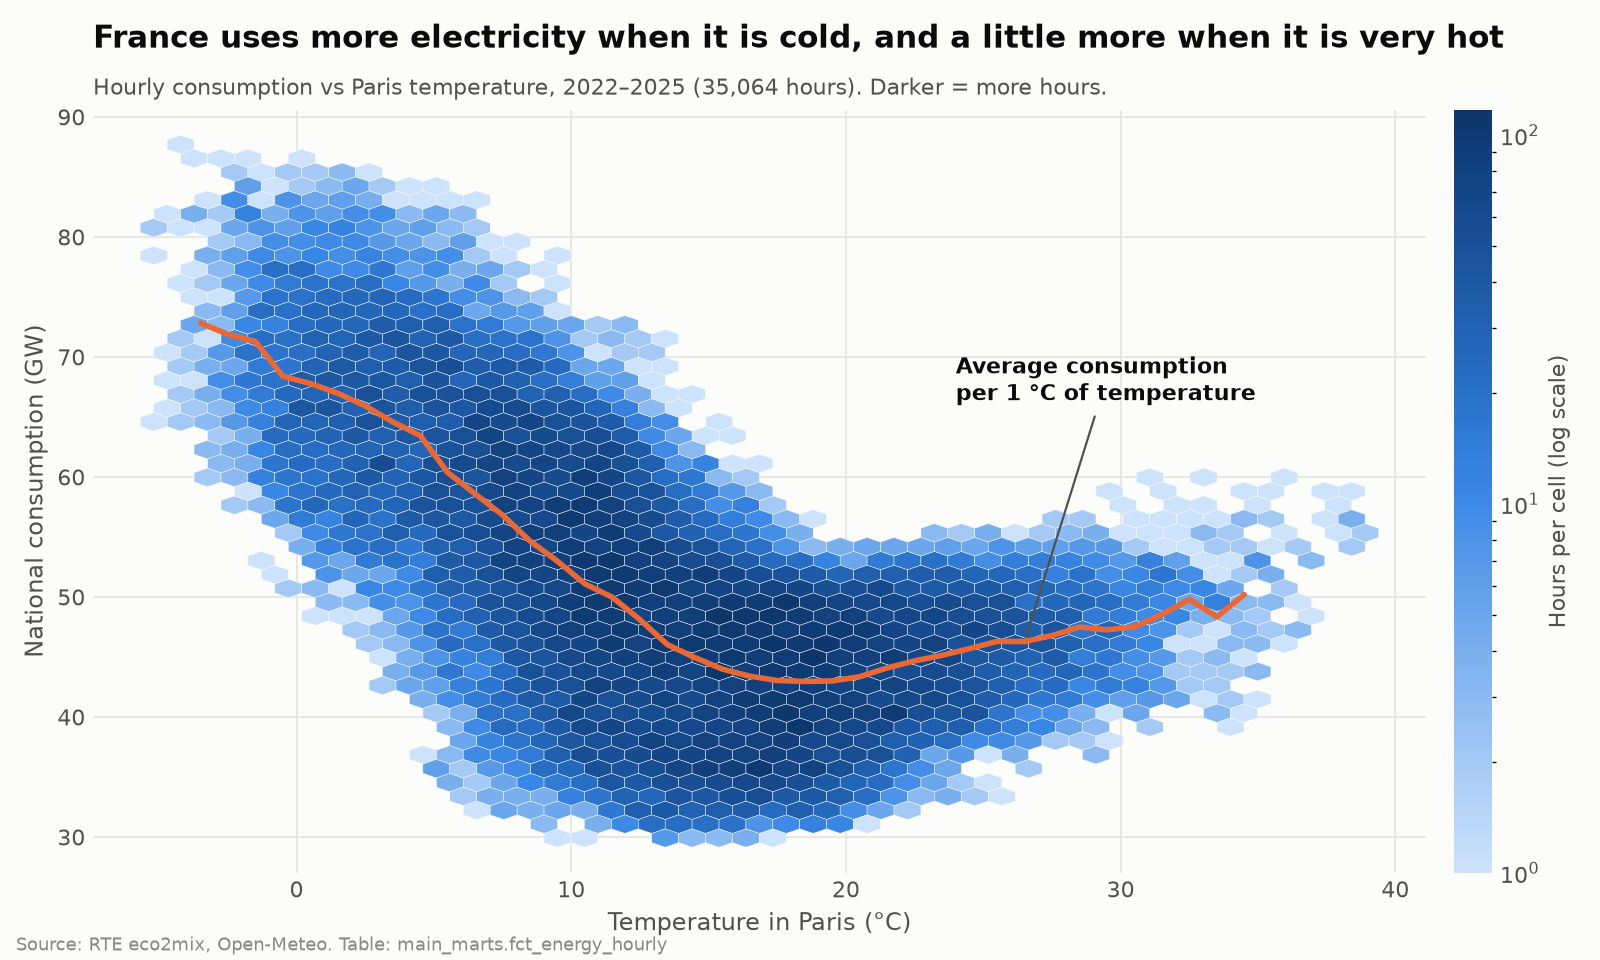 France uses more electricity when it is cold, and a little more when it is very hot
Hourly consumption vs Paris temperature, 2022–2025 (35,064 hours). Darker = more hours.
90
80
70
60
50
40
30
National consumption (GW)
Average consumption
per 1 °C of temperature
0
10
20
30
40
Temperature in Paris (°C)
10²
10¹
10⁰
Hours per cell (log scale)
Source: RTE eco2mix, Open-Meteo. Table: main_marts.fct_energy_hourly